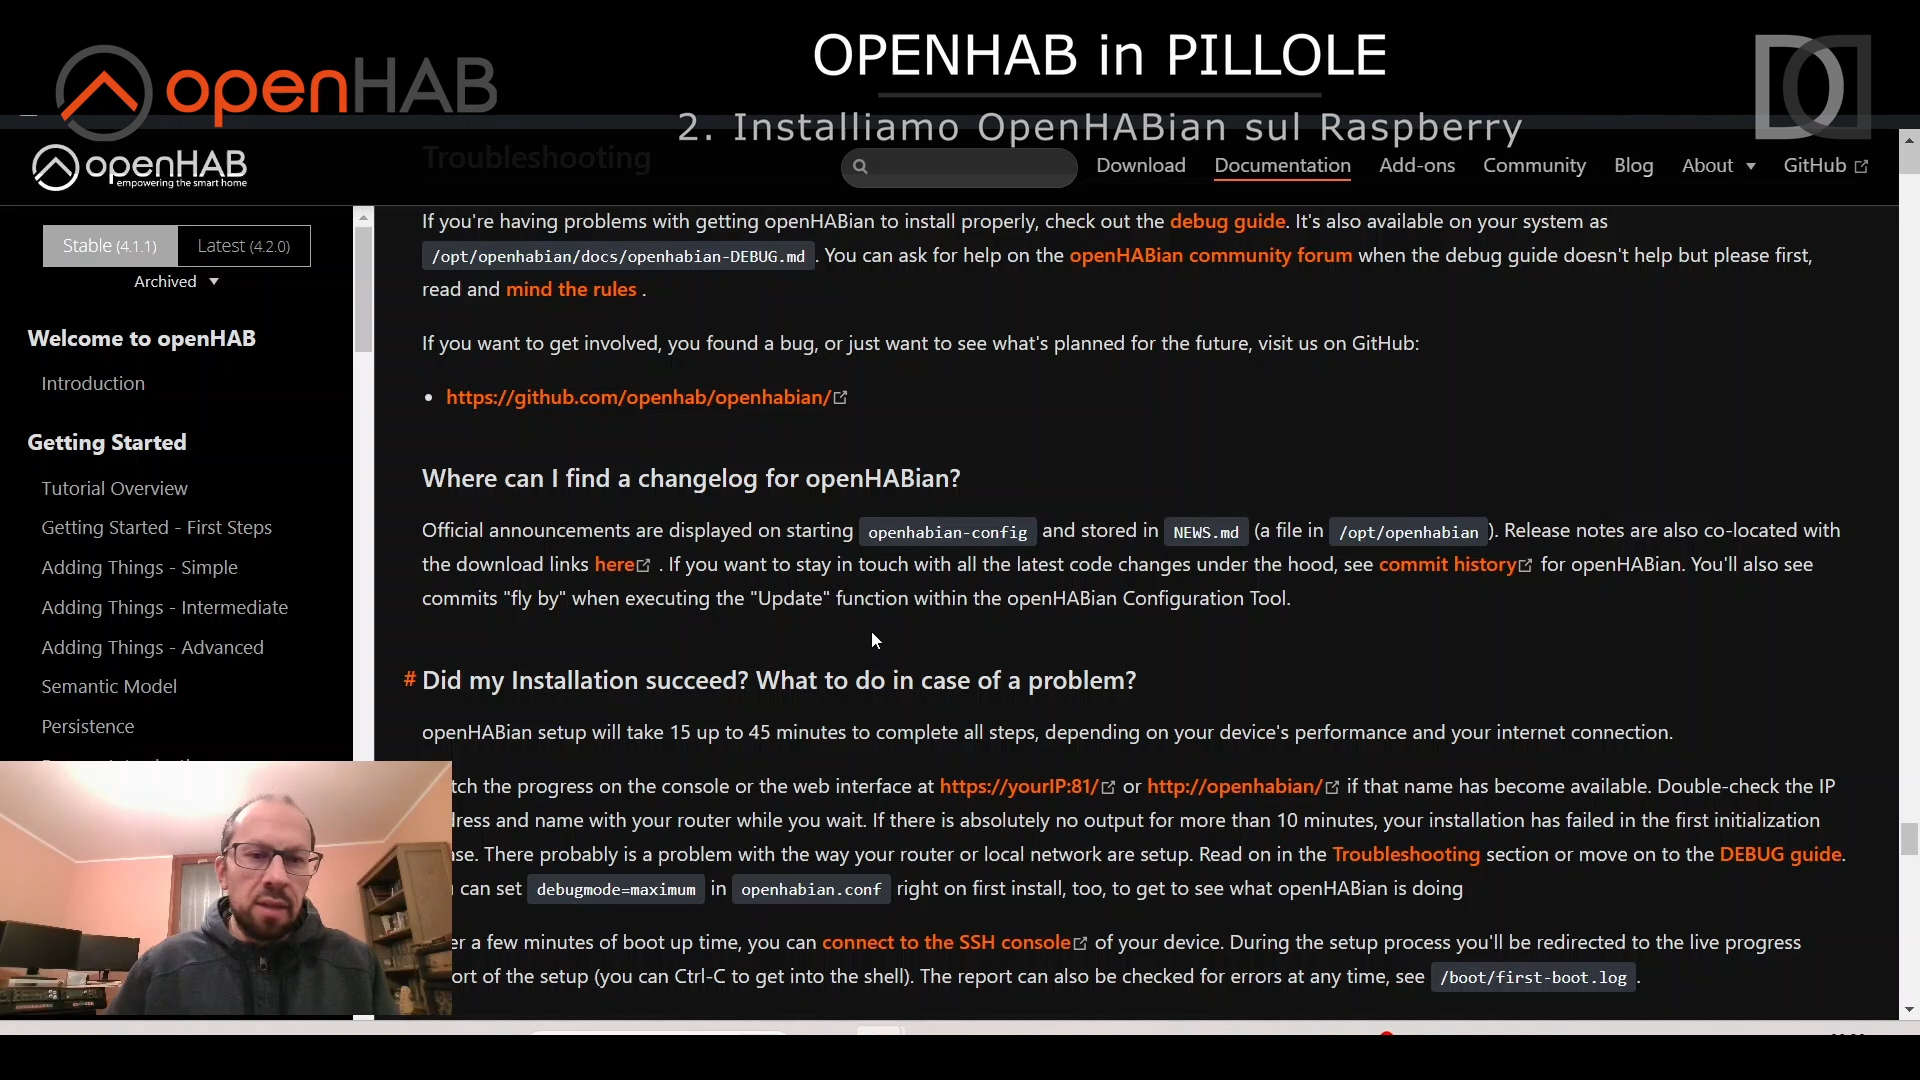 openHAB
OPENHAB in PILLOLE
2. Installiamo OpenHABian sul Raspberry
openHAB
empowering the smart home
Troubleshooting
Download Documentation Add-ons Community Blog About GitHub
Stable (4.1.1) Latest (4.2.0)
Archived
Welcome to openHAB
Introduction
Getting Started
Tutorial Overview
Getting Started - First Steps
Adding Things - Simple
Adding Things - Intermediate
Adding Things - Advanced
Semantic Model
Persistence
If you're having problems with getting openHABian to install properly, check out the debug guide. It's also available on your system as
/opt/openhabian/docs/openhabian-DEBUG.md . You can ask for help on the openHABian community forum when the debug guide doesn't help but please first,
read and mind the rules .
If you want to get involved, you found a bug, or just want to see what's planned for the future, visit us on GitHub:
• https://github.com/openhab/openhabian/
Where can I find a changelog for openHABian?
Official announcements are displayed on starting openhabian-config and stored in NEWS.md (a file in /opt/openhabian ). Release notes are also co-located with
the download links here . If you want to stay in touch with all the latest code changes under the hood, see commit history for openHABian. You'll also see
commits "fly by" when executing the "Update" function within the openHABian Configuration Tool.
# Did my Installation succeed? What to do in case of a problem?
openHABian setup will take 15 up to 45 minutes to complete all steps, depending on your device's performance and your internet connection.
the progress on the console or the web interface at https://yourIP:81/ or http://openhabian/ if that name has become available. Double-check the IP
and name with your router while you wait. If there is absolutely no output for more than 10 minutes, your installation has failed in the first initialization
There probably is a problem with the way your router or local network are setup. Read on in the Troubleshooting section or move on to the DEBUG guide.
can set debugmode=maximum in openhabian.conf right on first install, too, to get to see what openHABian is doing
a few minutes of boot up time, you can connect to the SSH console of your device. During the setup process you'll be redirected to the live progress
of the setup (you can Ctrl-C to get into the shell). The report can also be checked for errors at any time, see /boot/first-boot.log .